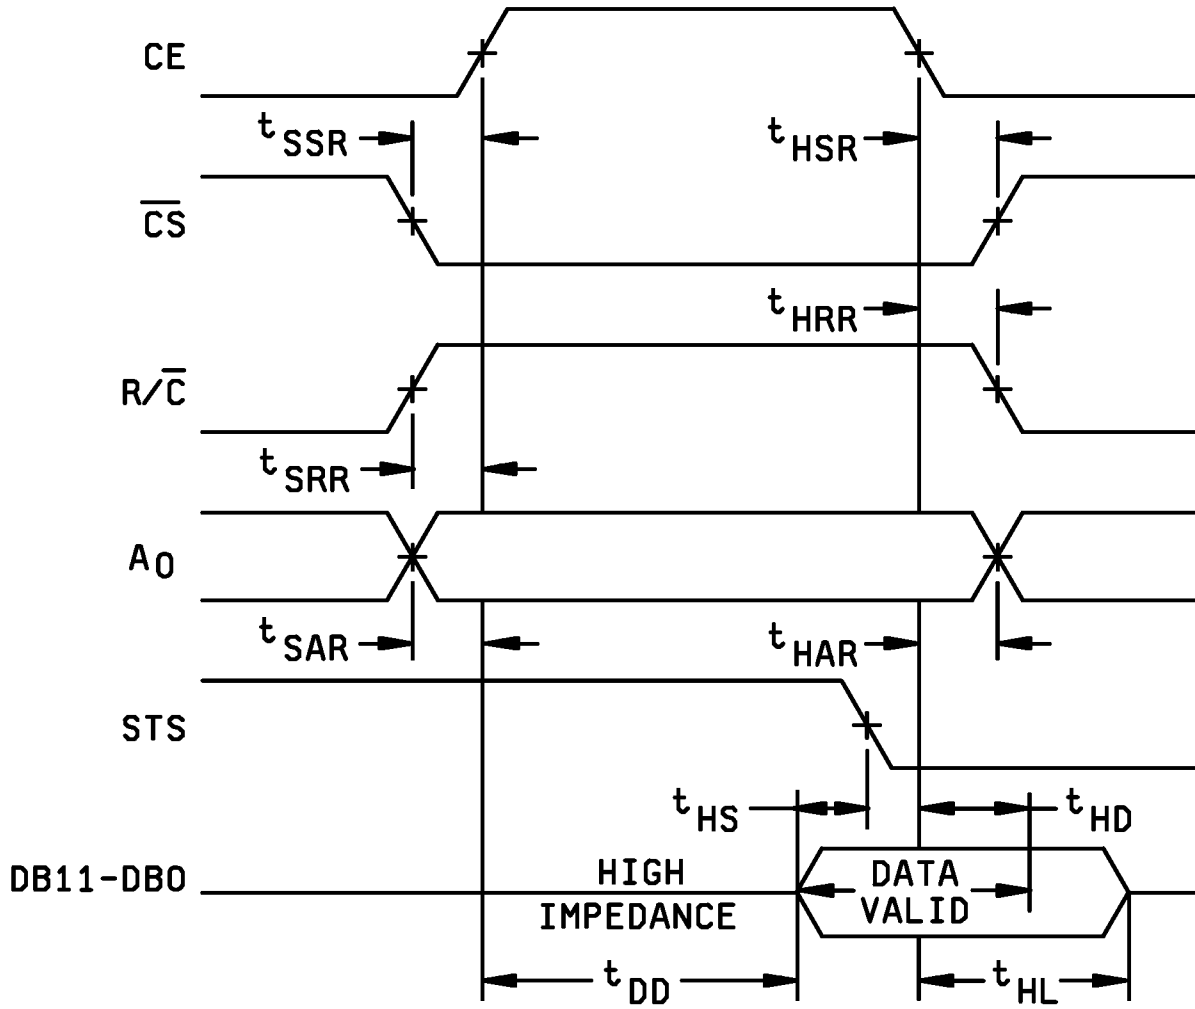 CE
tSSR
tHSR
C̅S̅
tHRR
R/C̅
tSRR
A0
tSAR
tHAR
STS
tHS
tHD
DB11-DB0
HIGH
IMPEDANCE
DATA
VALID
tDD
tHL